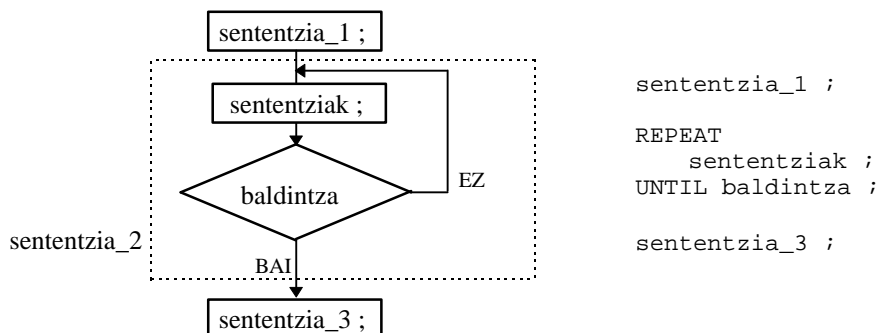 sententzia_1 ;
sententziak ;
baldintza
EZ
sententzia_2
BAI
sententzia_3 ;
sententzia_1 ;
REPEAT
sententziak ;
UNTIL baldintza ;
sententzia_3 ;